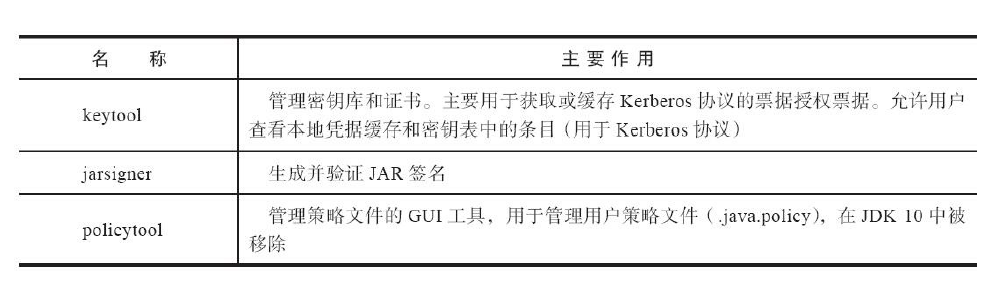 名 称 主 要 作 用
keytool 管理密钥库和证书。主要用于获取或缓存 Kerberos 协议的票据授权票据。允许用户
查看本地凭据缓存和密钥表中的条目（用于 Kerberos 协议）
jarsigner 生成并验证 JAR 签名
policytool 管理策略文件的 GUI 工具，用于管理用户策略文件（.java.policy），在 JDK 10 中被
移除